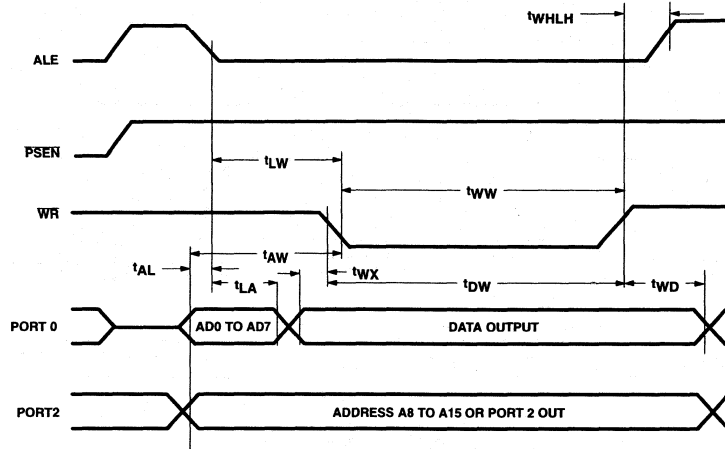 tWHLH
ALE
PSEN
tLW
tWW
WR
tAW
tAL
tWX
tLA
tDW
tWD
PORT 0
AD0 TO AD7
DATA OUTPUT
PORT2
ADDRESS A8 TO A15 OR PORT 2 OUT